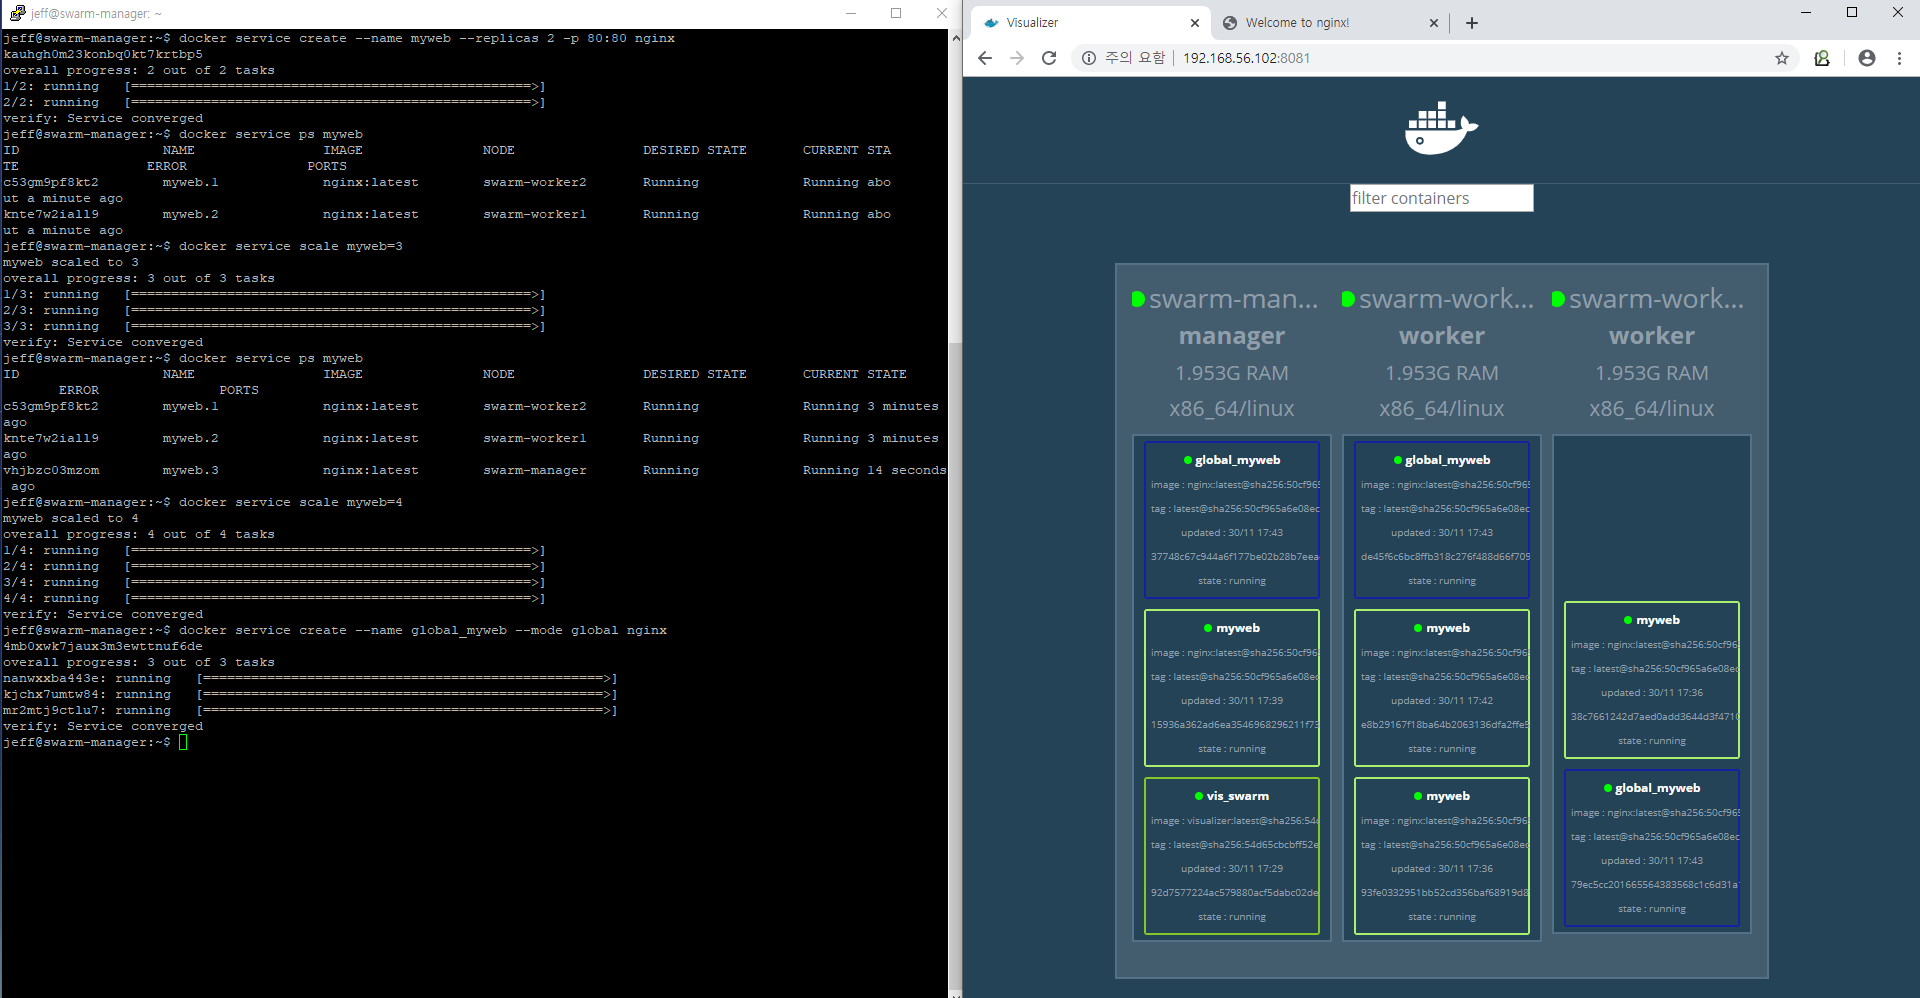 jeff@swarm-manager: ~
jeff@swarm-manager:~$ docker service create --name myweb --replicas 2 -p 80:80 nginx
kauhgh0m23konbq0kt7krtbp5
overall progress: 2 out of 2 tasks
1/2: running   [==================================================>]
2/2: running   [==================================================>]
verify: Service converged
jeff@swarm-manager:~$ docker service ps myweb
ID                  NAME                IMAGE               NODE                DESIRED STATE       CURRENT STA
TE                ERROR               PORTS
c53gm9pf8kt2        myweb.1             nginx:latest        swarm-worker2       Running             Running abo
ut a minute ago
knte7w2iall9        myweb.2             nginx:latest        swarm-worker1       Running             Running abo
ut a minute ago
jeff@swarm-manager:~$ docker service scale myweb=3
myweb scaled to 3
overall progress: 3 out of 3 tasks
1/3: running   [==================================================>]
2/3: running   [==================================================>]
3/3: running   [==================================================>]
verify: Service converged
jeff@swarm-manager:~$ docker service ps myweb
ID                  NAME                IMAGE               NODE                DESIRED STATE       CURRENT STATE
       ERROR               PORTS
c53gm9pf8kt2        myweb.1             nginx:latest        swarm-worker2       Running             Running 3 minutes
ago
knte7w2iall9        myweb.2             nginx:latest        swarm-worker1       Running             Running 3 minutes
ago
vhjbzc03mzom        myweb.3             nginx:latest        swarm-manager       Running             Running 14 seconds
 ago
jeff@swarm-manager:~$ docker service scale myweb=4
myweb scaled to 4
overall progress: 4 out of 4 tasks
1/4: running   [==================================================>]
2/4: running   [==================================================>]
3/4: running   [==================================================>]
4/4: running   [==================================================>]
verify: Service converged
jeff@swarm-manager:~$ docker service create --name global_myweb --mode global nginx
4mb0xwk7jaux3m3ewttnuf6de
overall progress: 3 out of 3 tasks
nanwxxba443e: running   [==================================================>]
kjchx7umtw84: running   [==================================================>]
mr2mtj9ctlu7: running   [==================================================>]
verify: Service converged
jeff@swarm-manager:~$
Visualizer
Welcome to nginx!
주의 요함
192.168.56.102:8081
filter containers
swarm-man...
manager
1.953G RAM
x86_64/linux
global_myweb
image : nginx:latest@sha256:50cf965
tag : latest@sha256:50cf965a6e08ec
updated : 30/11 17:43
37748c67c944a6f177be02b28b7eea
state : running
myweb
image : nginx:latest@sha256:50cf965
tag : latest@sha256:50cf965a6e08ec
updated : 30/11 17:39
15936a362ad6ea3546968296211f73
state : running
vis_swarm
image : visualizer:latest@sha256:54
tag : latest@sha256:54d65cbcbff52e
updated : 30/11 17:29
92d7577224ac579880acf5dabc02de
state : running
swarm-work...
worker
1.953G RAM
x86_64/linux
global_myweb
image : nginx:latest@sha256:50cf965
tag : latest@sha256:50cf965a6e08ec
updated : 30/11 17:43
de45f6c6bc8ffb318c276f488d66f709
state : running
myweb
image : nginx:latest@sha256:50cf96
tag : latest@sha256:50cf965a6e08ec
updated : 30/11 17:42
e8b29167f18ba64b2063136dfa2ffe5
state : running
myweb
image : nginx:latest@sha256:50cf96
tag : latest@sha256:50cf965a6e08ec
updated : 30/11 17:36
93fe0332951bb52cd356baf68919d8
state : running
swarm-work...
worker
1.953G RAM
x86_64/linux
myweb
image : nginx:latest@sha256:50cf96
tag : latest@sha256:50cf965a6e08ec
updated : 30/11 17:36
38c7661242d7aed0add3644d3f4710
state : running
global_myweb
image : nginx:latest@sha256:50cf965
tag : latest@sha256:50cf965a6e08ec
updated : 30/11 17:43
79ec5cc201665564383568c1c6d31a
state : running